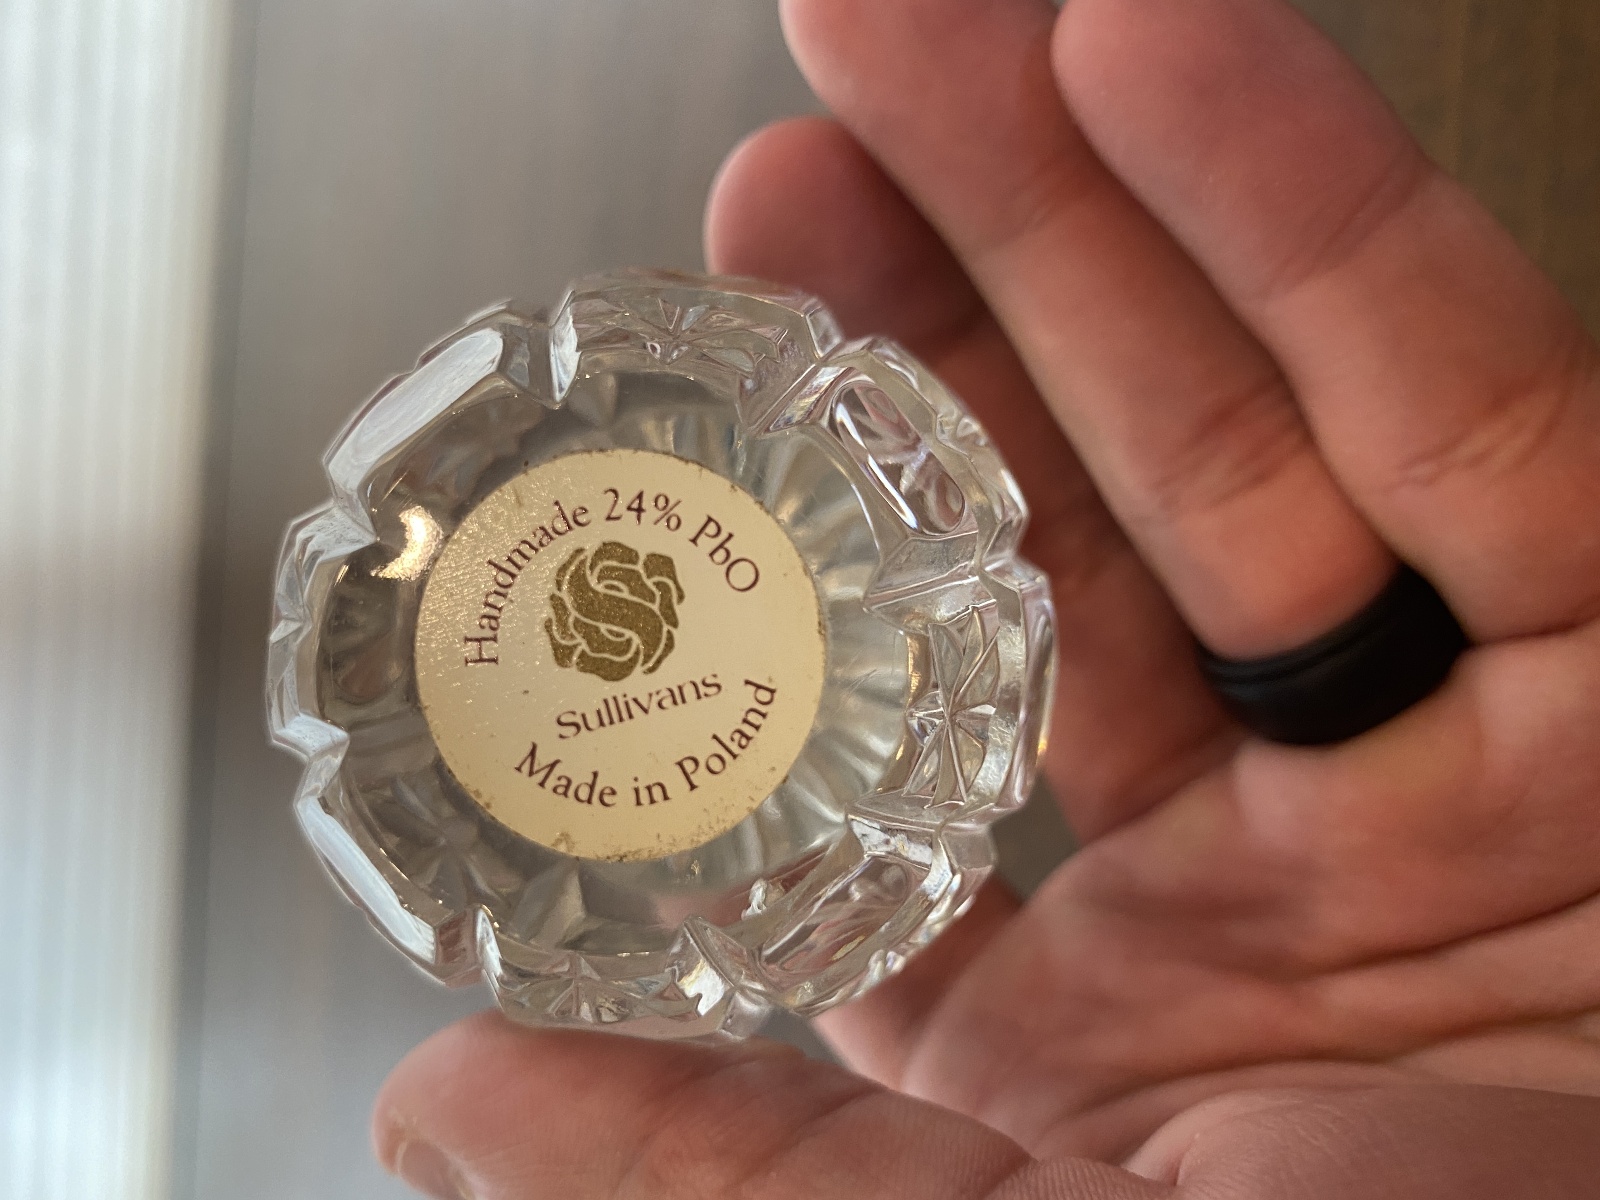 Handmade 24% PbO
Sullivans
Made in Poland